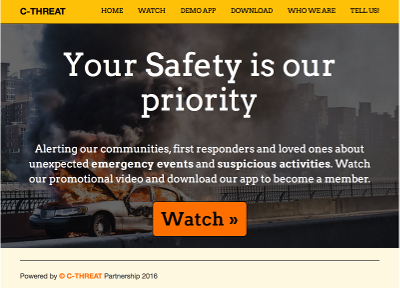 C-THREAT HOME WATCH DEMO APP DOWNLOAD WHO WE ARE TELL US!
Your Safety is our
priority
Alerting our communities, first responders and loved ones about
unexpected emergency events and suspicious activities. Watch
our promotional video and download our app to become a member.
Watch »
Powered by © C-THREAT Partnership 2016